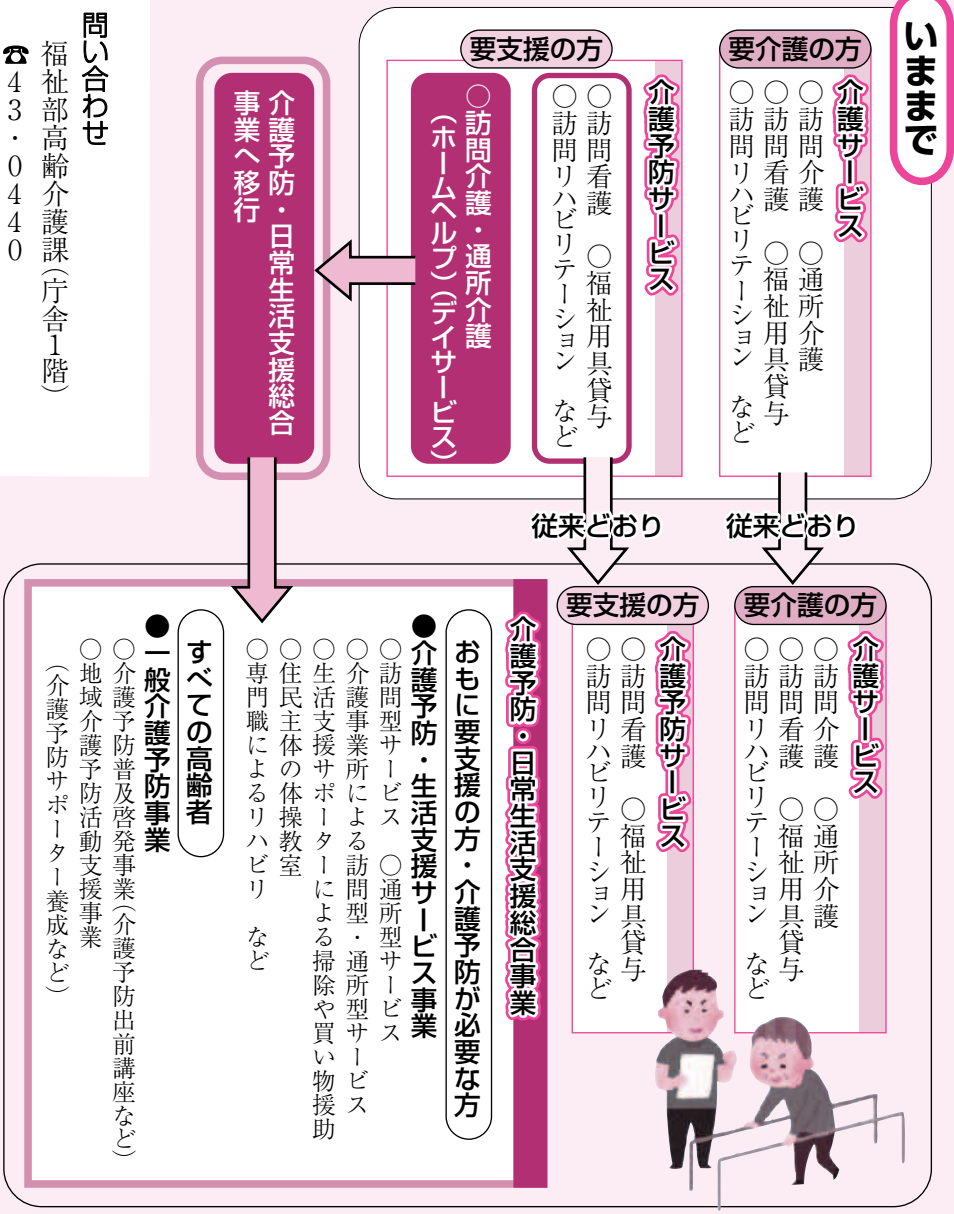 いままで
要介護の方
介護サービス
○訪問介護 ○通所介護
○訪問看護 ○福祉用具貸与
○訪問リハビリテーション など
要支援の方
介護予防サービス
○訪問看護 ○福祉用具貸与
○訪問リハビリテーション など
○訪問介護・通所介護
(ホームヘルプ)(デイサービス)
介護予防・日常生活支援総合
事業へ移行
従来どおり
従来どおり
要介護の方
介護サービス
○訪問介護 ○通所介護
○訪問看護 ○福祉用具貸与
○訪問リハビリテーション など
要支援の方
介護予防サービス
○訪問看護 ○福祉用具貸与
○訪問リハビリテーション など
介護予防・日常生活支援総合事業
おもに要支援の方・介護予防が必要な方
●介護予防・生活支援サービス事業
○訪問型サービス ○通所型サービス
○介護事業所による訪問型・通所型サービス
○生活支援サポーターによる掃除や買い物援助
○住民主体の体操教室
○専門職によるリハビリ など
すべての高齢者
●一般介護予防事業
○介護予防普及啓発事業(介護予防出前講座など)
○地域介護予防活動支援事業
(介護予防サポーター養成など)
問い合わせ
福祉部高齢介護課(庁舎1階)
☎43・0440